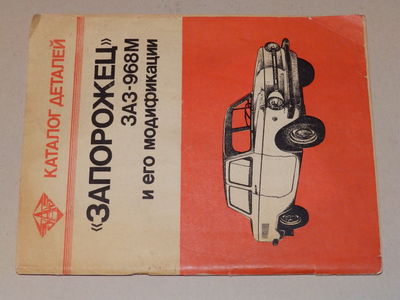 КАТАЛОГ ДЕТАЛЕЙ
«ЗАПОРОЖЕЦ»
ЗАЗ-968М
и его модификации